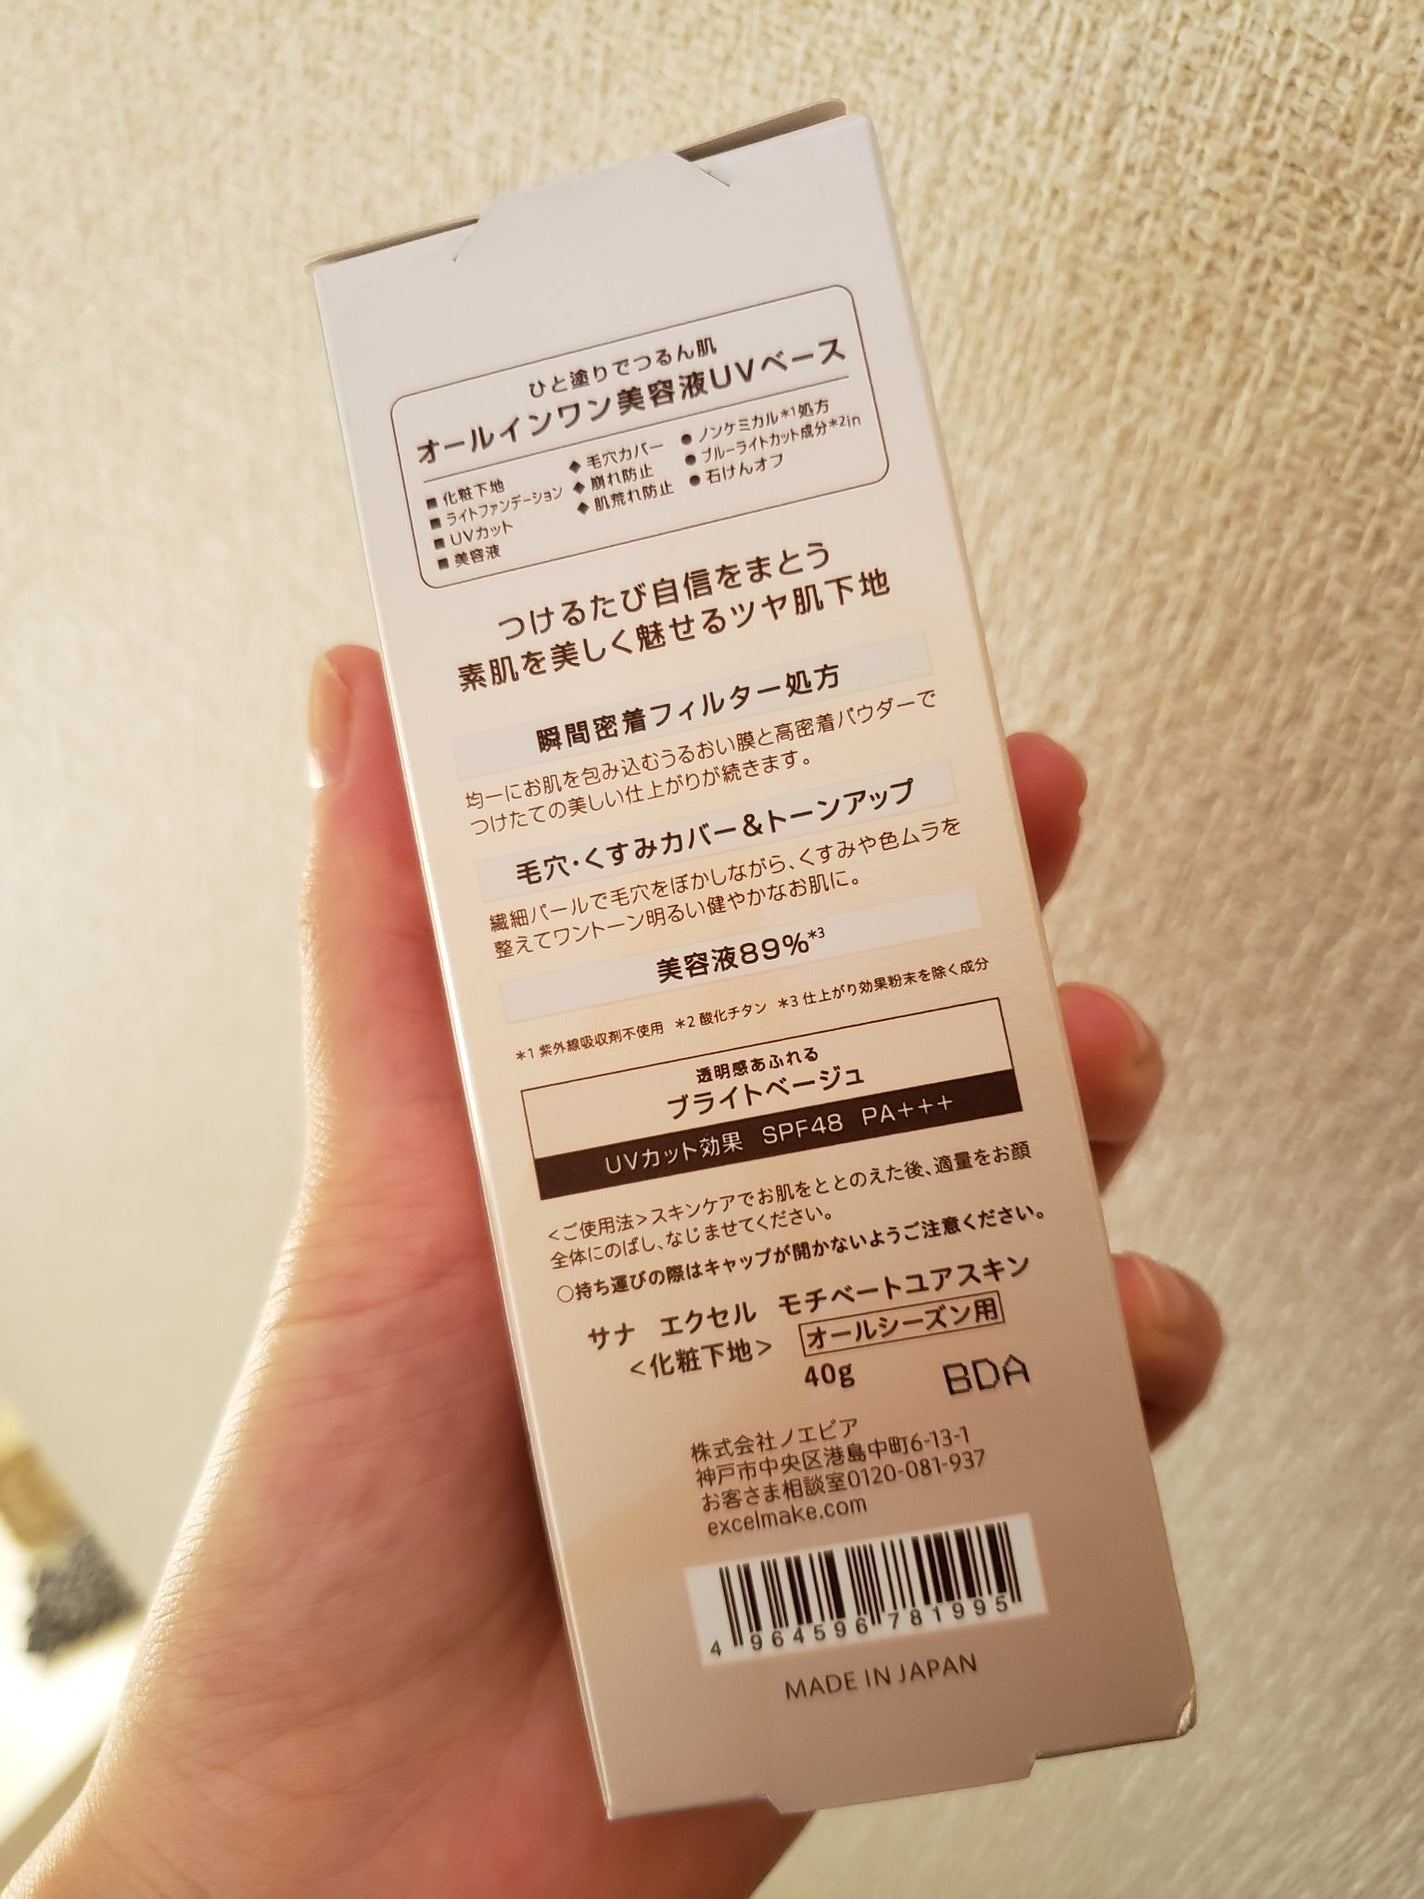 ひと塗りでつるん肌
オールインワン美容液UVベース
■化粧下地
■ライトファンデーション
■UVカット
■美容液
◆毛穴カバー
◆崩れ防止
◆肌荒れ防止
●ノンケミカル*1処方
●ブルーライトカット成分*2in
●石けんオフ
つけるたび自信をまとう
素肌を美しく魅せるツヤ肌下地
瞬間密着フィルター処方
均一にお肌を包み込むうるおい膜と高密着パウダーで
つけたての美しい仕上がりが続きます。
毛穴・くすみカバー&トーンアップ
繊細パールで毛穴をぼかしながら、くすみや色ムラを
整えてワントーン明るい健やかなお肌に。
美容液89%*3
*1 紫外線吸収剤不使用 *2 酸化チタン *3 仕上がり効果粉末を除く成分
透明感あふれる
ブライトベージュ
UVカット効果 SPF48 PA+++
<ご使用法>スキンケアでお肌をととのえた後、適量をお顔
全体にのばし、なじませてください。
○持ち運びの際はキャップが開かないようご注意ください。
サナ エクセル モチベートユアスキン
<化粧下地> オールシーズン用
40g
BDA
株式会社ノエビア
神戸市中央区港島中町6-13-1
お客さま相談室0120-081-937
excelmake.com
4 964596 781995
MADE IN JAPAN